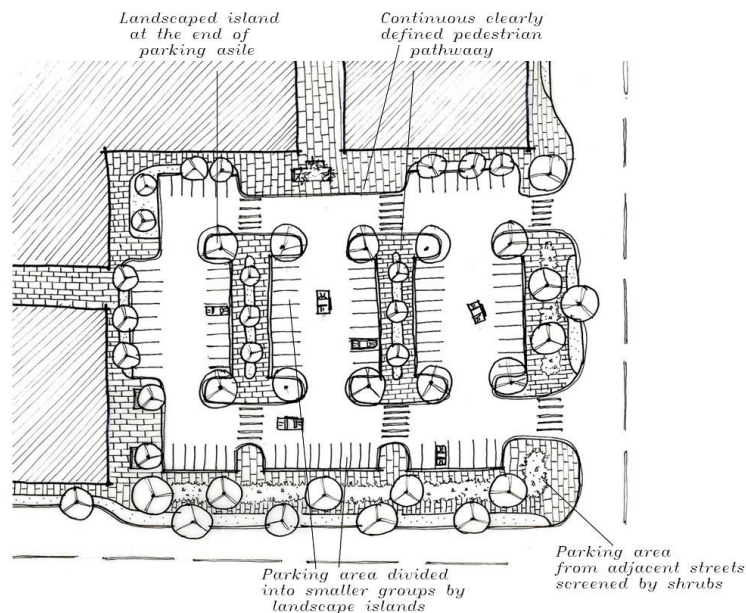 Landscaped island
at the end of
parking asile
Continuous clearly
defined pedestrian
pathwaay
Parking area divided
into smaller groups by
landscape islands
Parking area
from adjacent streets
screened by shrubs